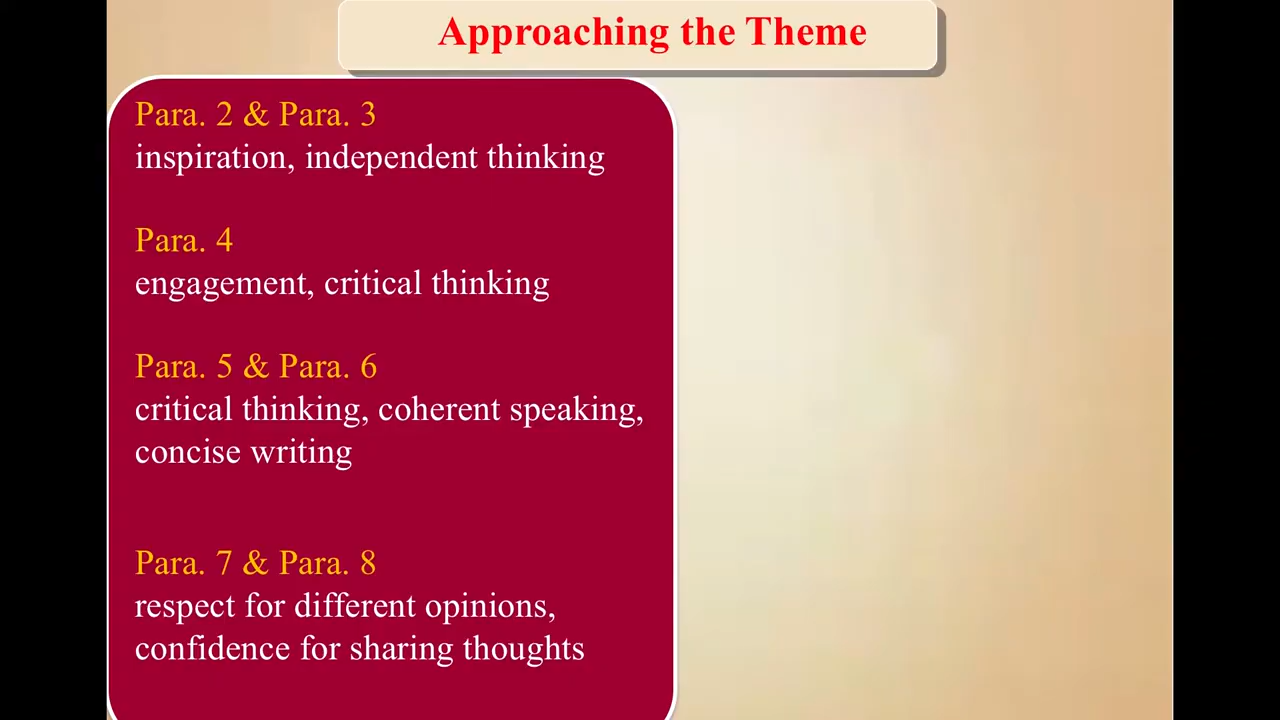 Approaching the Theme
Para. 2 & Para. 3
inspiration, independent thinking
Para. 4
engagement, critical thinking
Para. 5 & Para. 6
critical thinking, coherent speaking,
concise writing
Para. 7 & Para. 8
respect for different opinions,
confidence for sharing thoughts